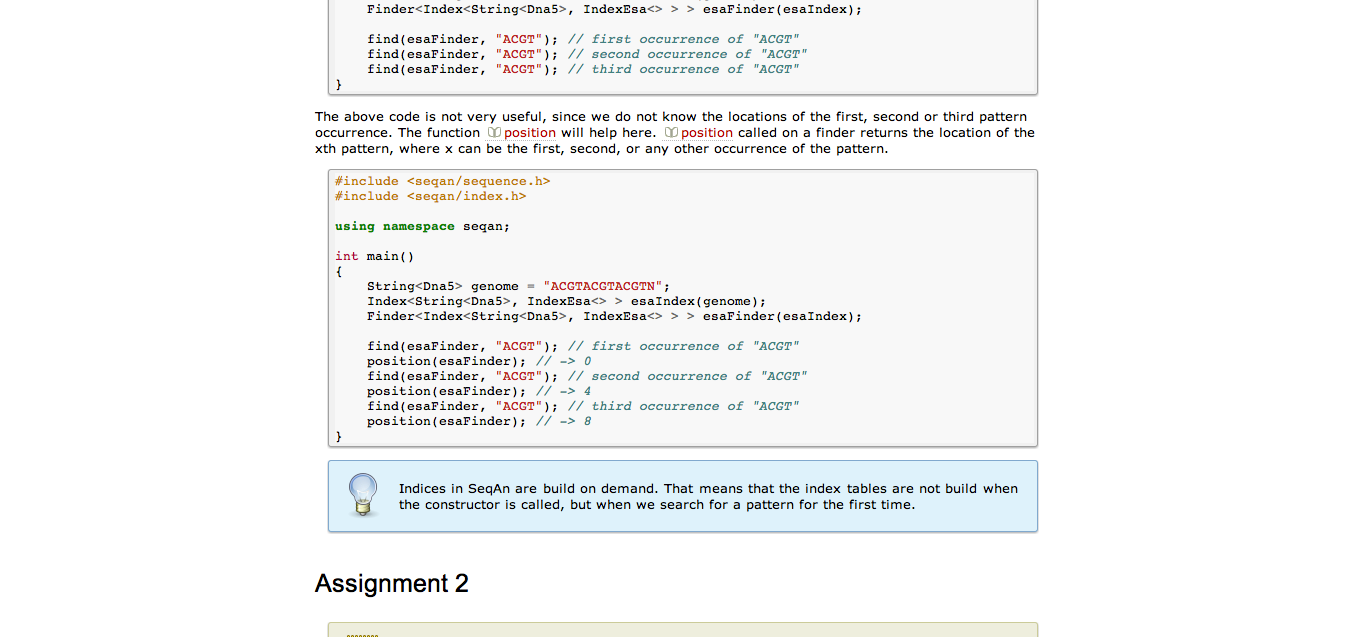 Finder<Index<String<Dna5>, IndexEsa<> > > esaFinder(esaIndex);
find(esaFinder, "ACGT"); // first occurrence of "ACGT"
find(esaFinder, "ACGT"); // second occurrence of "ACGT"
find(esaFinder, "ACGT"); // third occurrence of "ACGT"
}
The above code is not very useful, since we do not know the locations of the first, second or third pattern
occurrence. The function position will help here. position called on a finder returns the location of the
xth pattern, where x can be the first, second, or any other occurrence of the pattern.
#include <seqan/sequence.h>
#include <seqan/index.h>
using namespace seqan;
int main()
{
String<Dna5> genome = "ACGTACGTACGTN";
Index<String<Dna5>, IndexEsa<> > esaIndex(genome);
Finder<Index<String<Dna5>, IndexEsa<> > > esaFinder(esaIndex);
find(esaFinder, "ACGT"); // first occurrence of "ACGT"
position(esaFinder); // -> 0
find(esaFinder, "ACGT"); // second occurrence of "ACGT"
position(esaFinder); // -> 4
find(esaFinder, "ACGT"); // third occurrence of "ACGT"
position(esaFinder); // -> 8
}
Indices in SeqAn are build on demand. That means that the index tables are not build when
the constructor is called, but when we search for a pattern for the first time.
Assignment 2